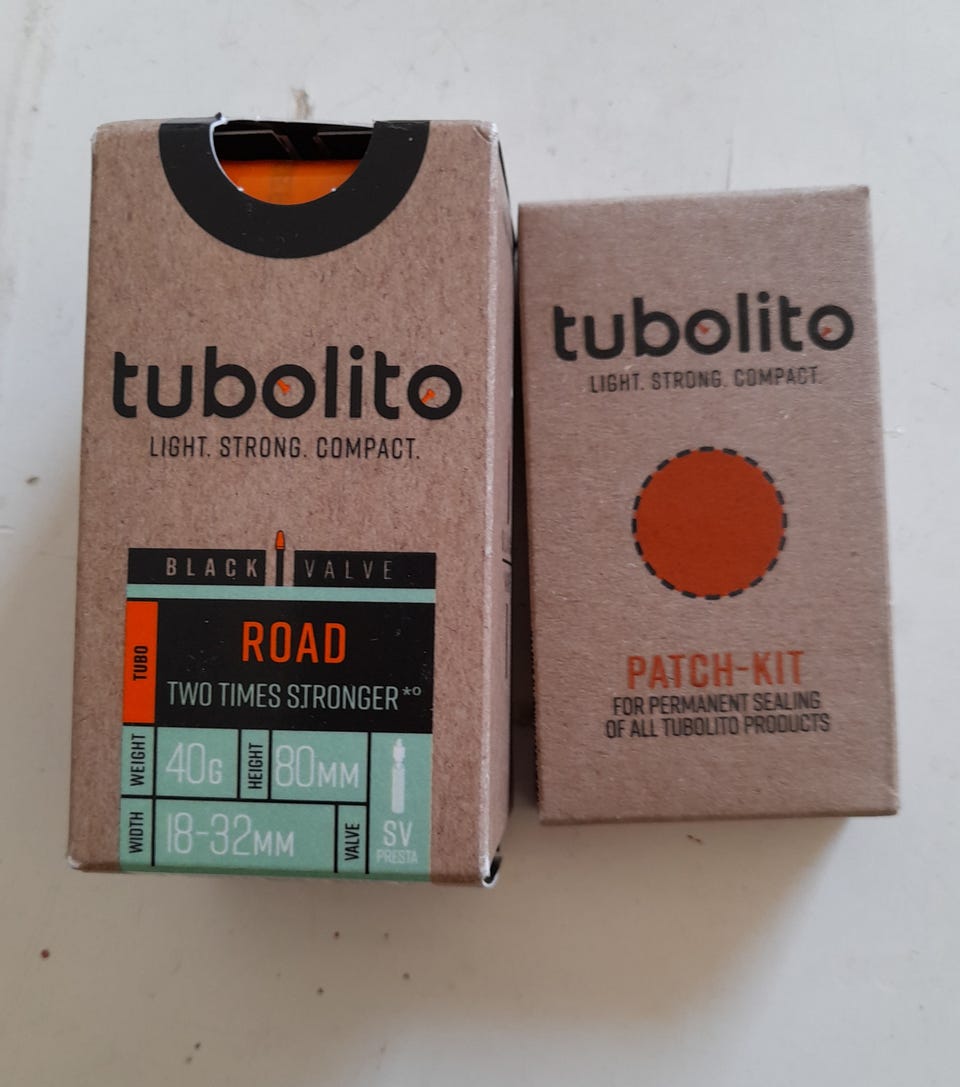 tubolito
LIGHT. STRONG. COMPACT.
BLACK VALVE
TUBO
ROAD
TWO TIMES STRONGER*°
WEIGHT 40G HEIGHT 80MM
WIDTH 18-32MM VALVE SV
PRESTA
tubolito
LIGHT. STRONG. COMPACT.
PATCH-KIT
FOR PERMANENT SEALING
OF ALL TUBOLITO PRODUCTS